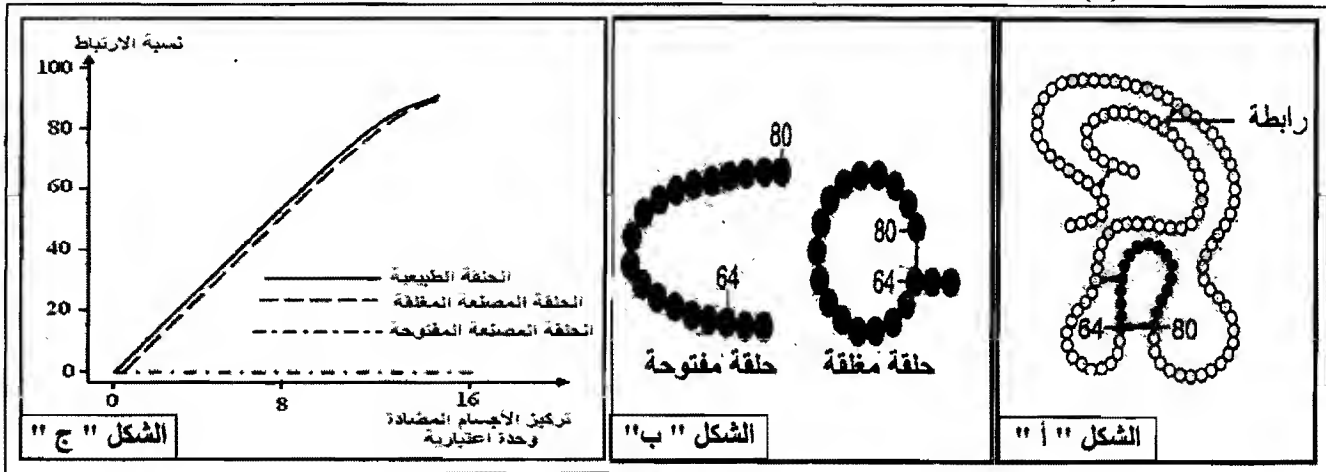 رابطة
64
80
الشكل " أ "
80
64
80
64
حلقة مفتوحة
حلقة مغلقة
الشكل " ب"
نسبة الارتباط
100
80
60
40
20
0
الحلقة الطبيعية
الحلقة المصنعة المغلقة
الحلقة المصنعة المفتوحة
0
8
16
تركيز الأجسام المضادة
وحدة اعتبارية
الشكل " ج "